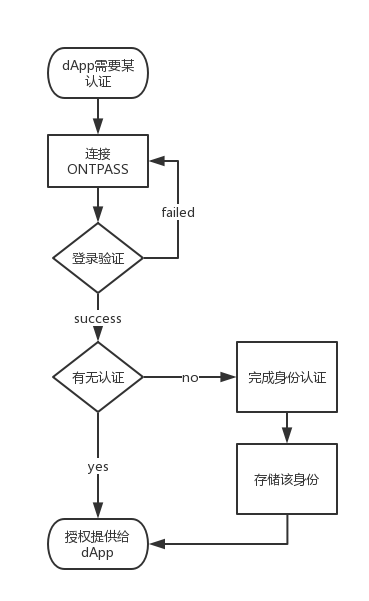 dApp需要某
认证
连接
ONTPASS
failed
登录验证
success
有无认证
no
完成身份认证
yes
存储该身份
授权提供给
dApp